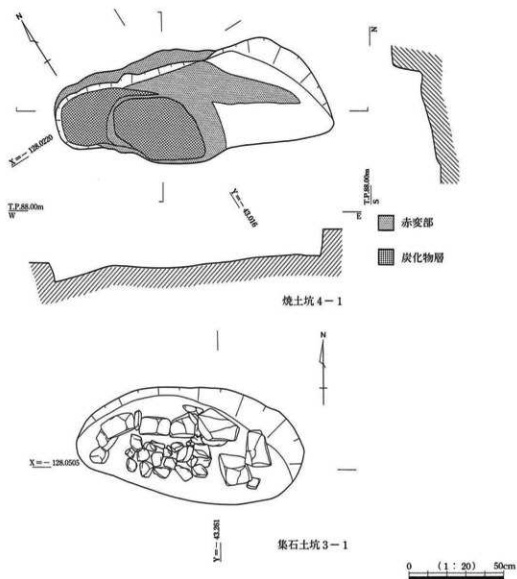 N
N
X=－128.0220
Y=－43.016
T.P.88.00m
W
E
T.P.88.00m
S
赤変部
炭化物層
焼土坑4－1
N
X=－128.0505
Y=－43.261
集石土坑3－1
0 (1：20) 50cm